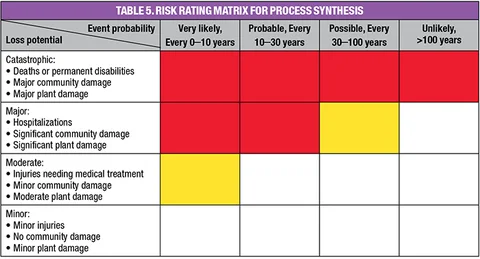 TABLE 5. RISK RATING MATRIX FOR PROCESS SYNTHESIS
Event probability
Loss potential
Very likely,
Every 0–10 years
Probable, Every
10–30 years
Possible, Every
30–100 years
Unlikely,
>100 years
Catastrophic:
• Deaths or permanent disabilities
• Major community damage
• Major plant damage
Major:
• Hospitalizations
• Significant community damage
• Significant plant damage
Moderate:
• Injuries needing medical treatment
• Minor community damage
• Moderate plant damage
Minor:
• Minor injuries
• No community damage
• Minor plant damage